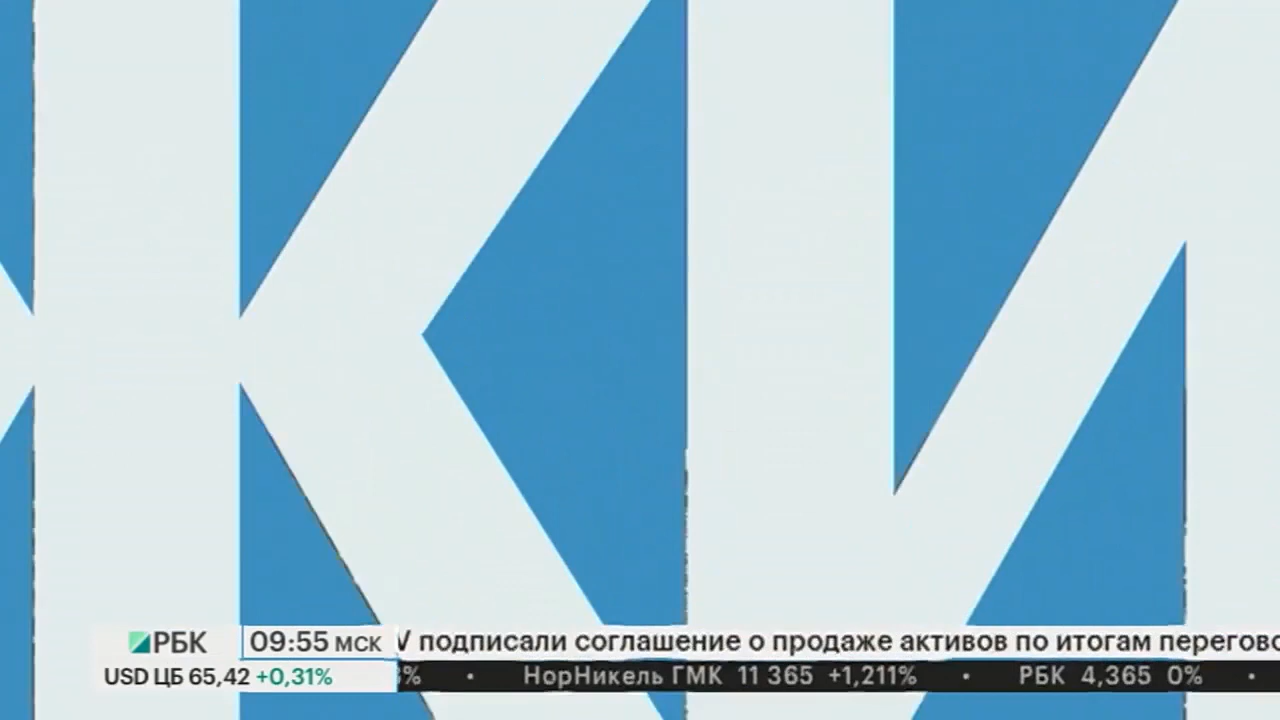 ЖИ
РБК 09:55 МСК V подписали соглашение о продаже активов по итогам
USD ЦБ 65,42 +0,31% % • НорНикель ГМК 11 365 +1,211% • РБК 4,365 0% •